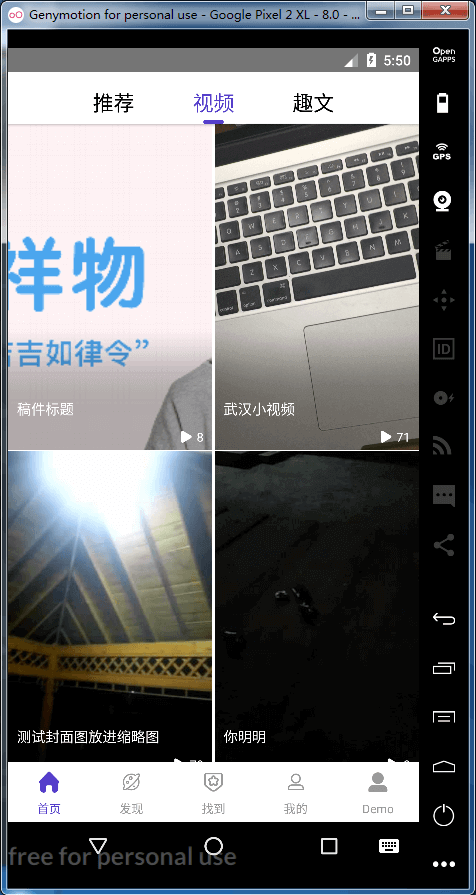 Genymotion for personal use - Google Pixel 2 XL - 8.0 - ...
Open
GAPPS
5:50
推荐
视频
趣文
GPS
祥物
吉如律令”
稿件标题
8
武汉小视频
71
ID
测试封面图放进缩略图
你明明
首页
发现
找到
我的
Demo
free for personal use